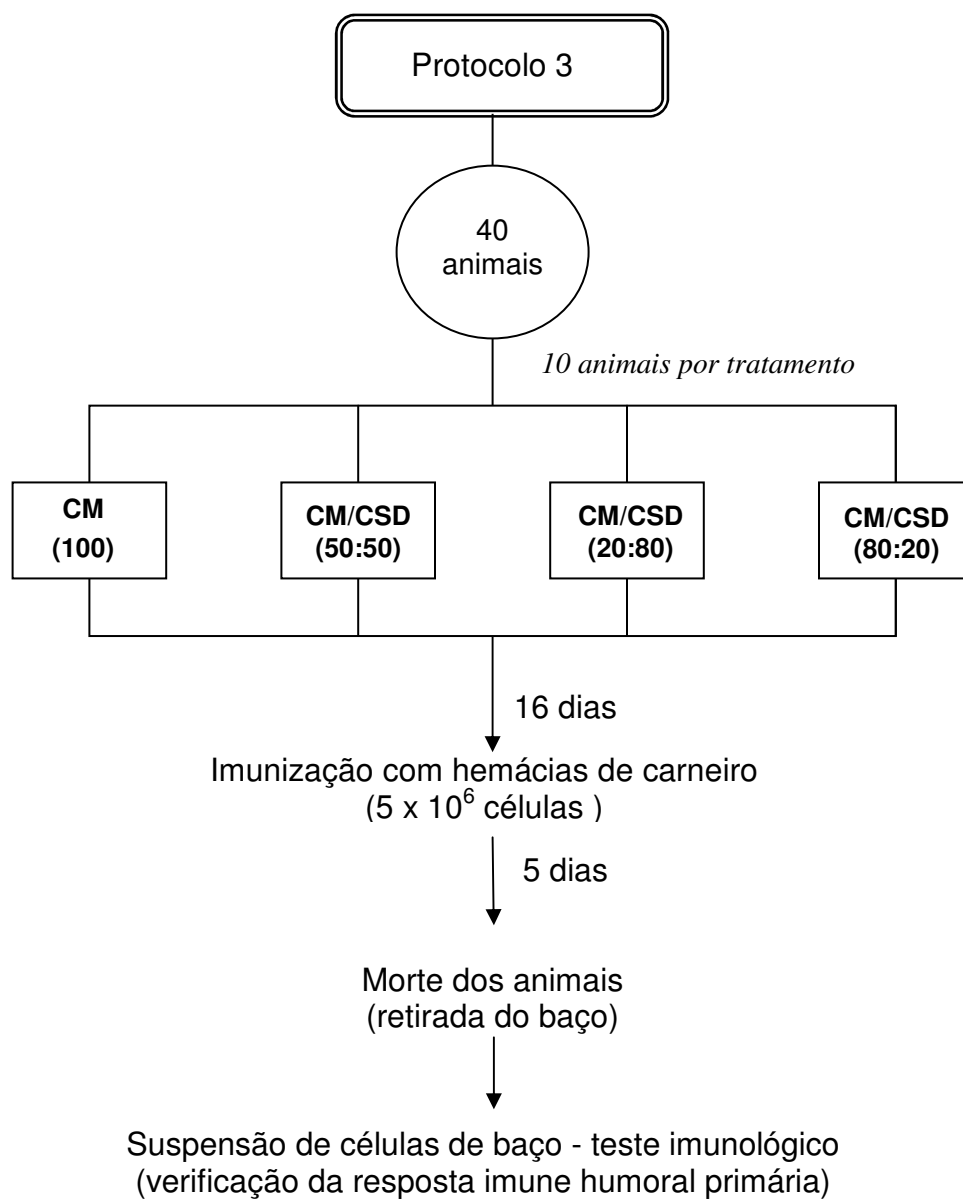 Protocolo 3
40
animais
10 animais por tratamento
CM
(100)
CM/CSD
(50:50)
CM/CSD
(20:80)
CM/CSD
(80:20)
16 dias
Imunização com hemácias de carneiro
(5 x 10⁶ células )
5 dias
Morte dos animais
(retirada do baço)
Suspensão de células de baço - teste imunológico
(verificação da resposta imune humoral primária)